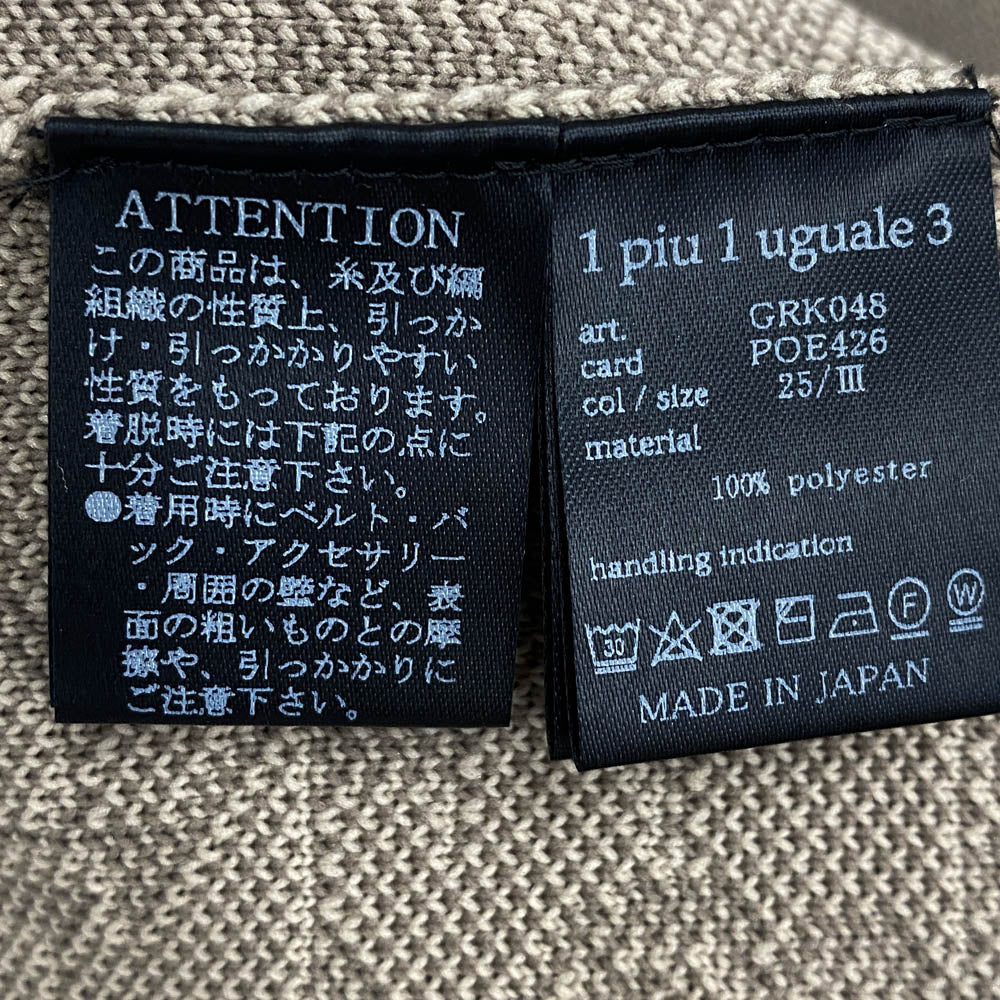 ATTENTION
この商品は、糸及び編
組織の性質上、引っか
け・引っかかりやすい
性質をもっております。
着脱時には下記の点に
十分ご注意下さい。
●着用時にベルト・バ
ック・アクセサリー
・周囲の壁など、表
面の粗いものとの摩
擦や、引っかかりに
ご注意下さい。
1 piu 1 uguale 3
art. GRK048
card POE426
col / size 25/Ⅲ
material
100% polyester
handling indication
30 F W
MADE IN JAPAN